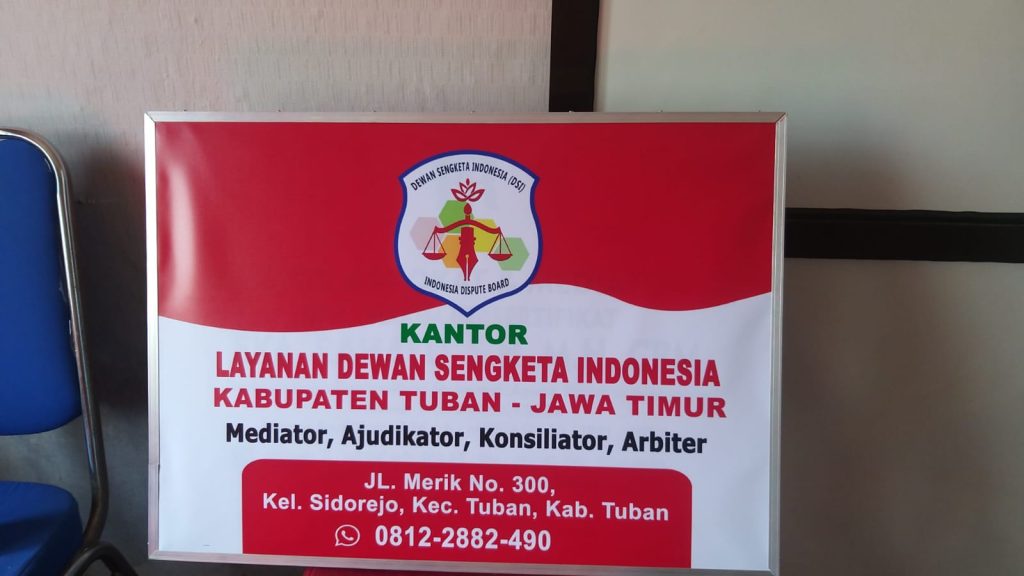 DEWAN SENGKETA INDONESIA (DSI)
INDONESIA DISPUTE BOARD
KANTOR
LAYANAN DEWAN SENGKETA INDONESIA
KABUPATEN TUBAN - JAWA TIMUR
Mediator, Ajudikator, Konsiliator, Arbiter
JL. Merik No. 300,
Kel. Sidorejo, Kec. Tuban, Kab. Tuban
0812-2882-490